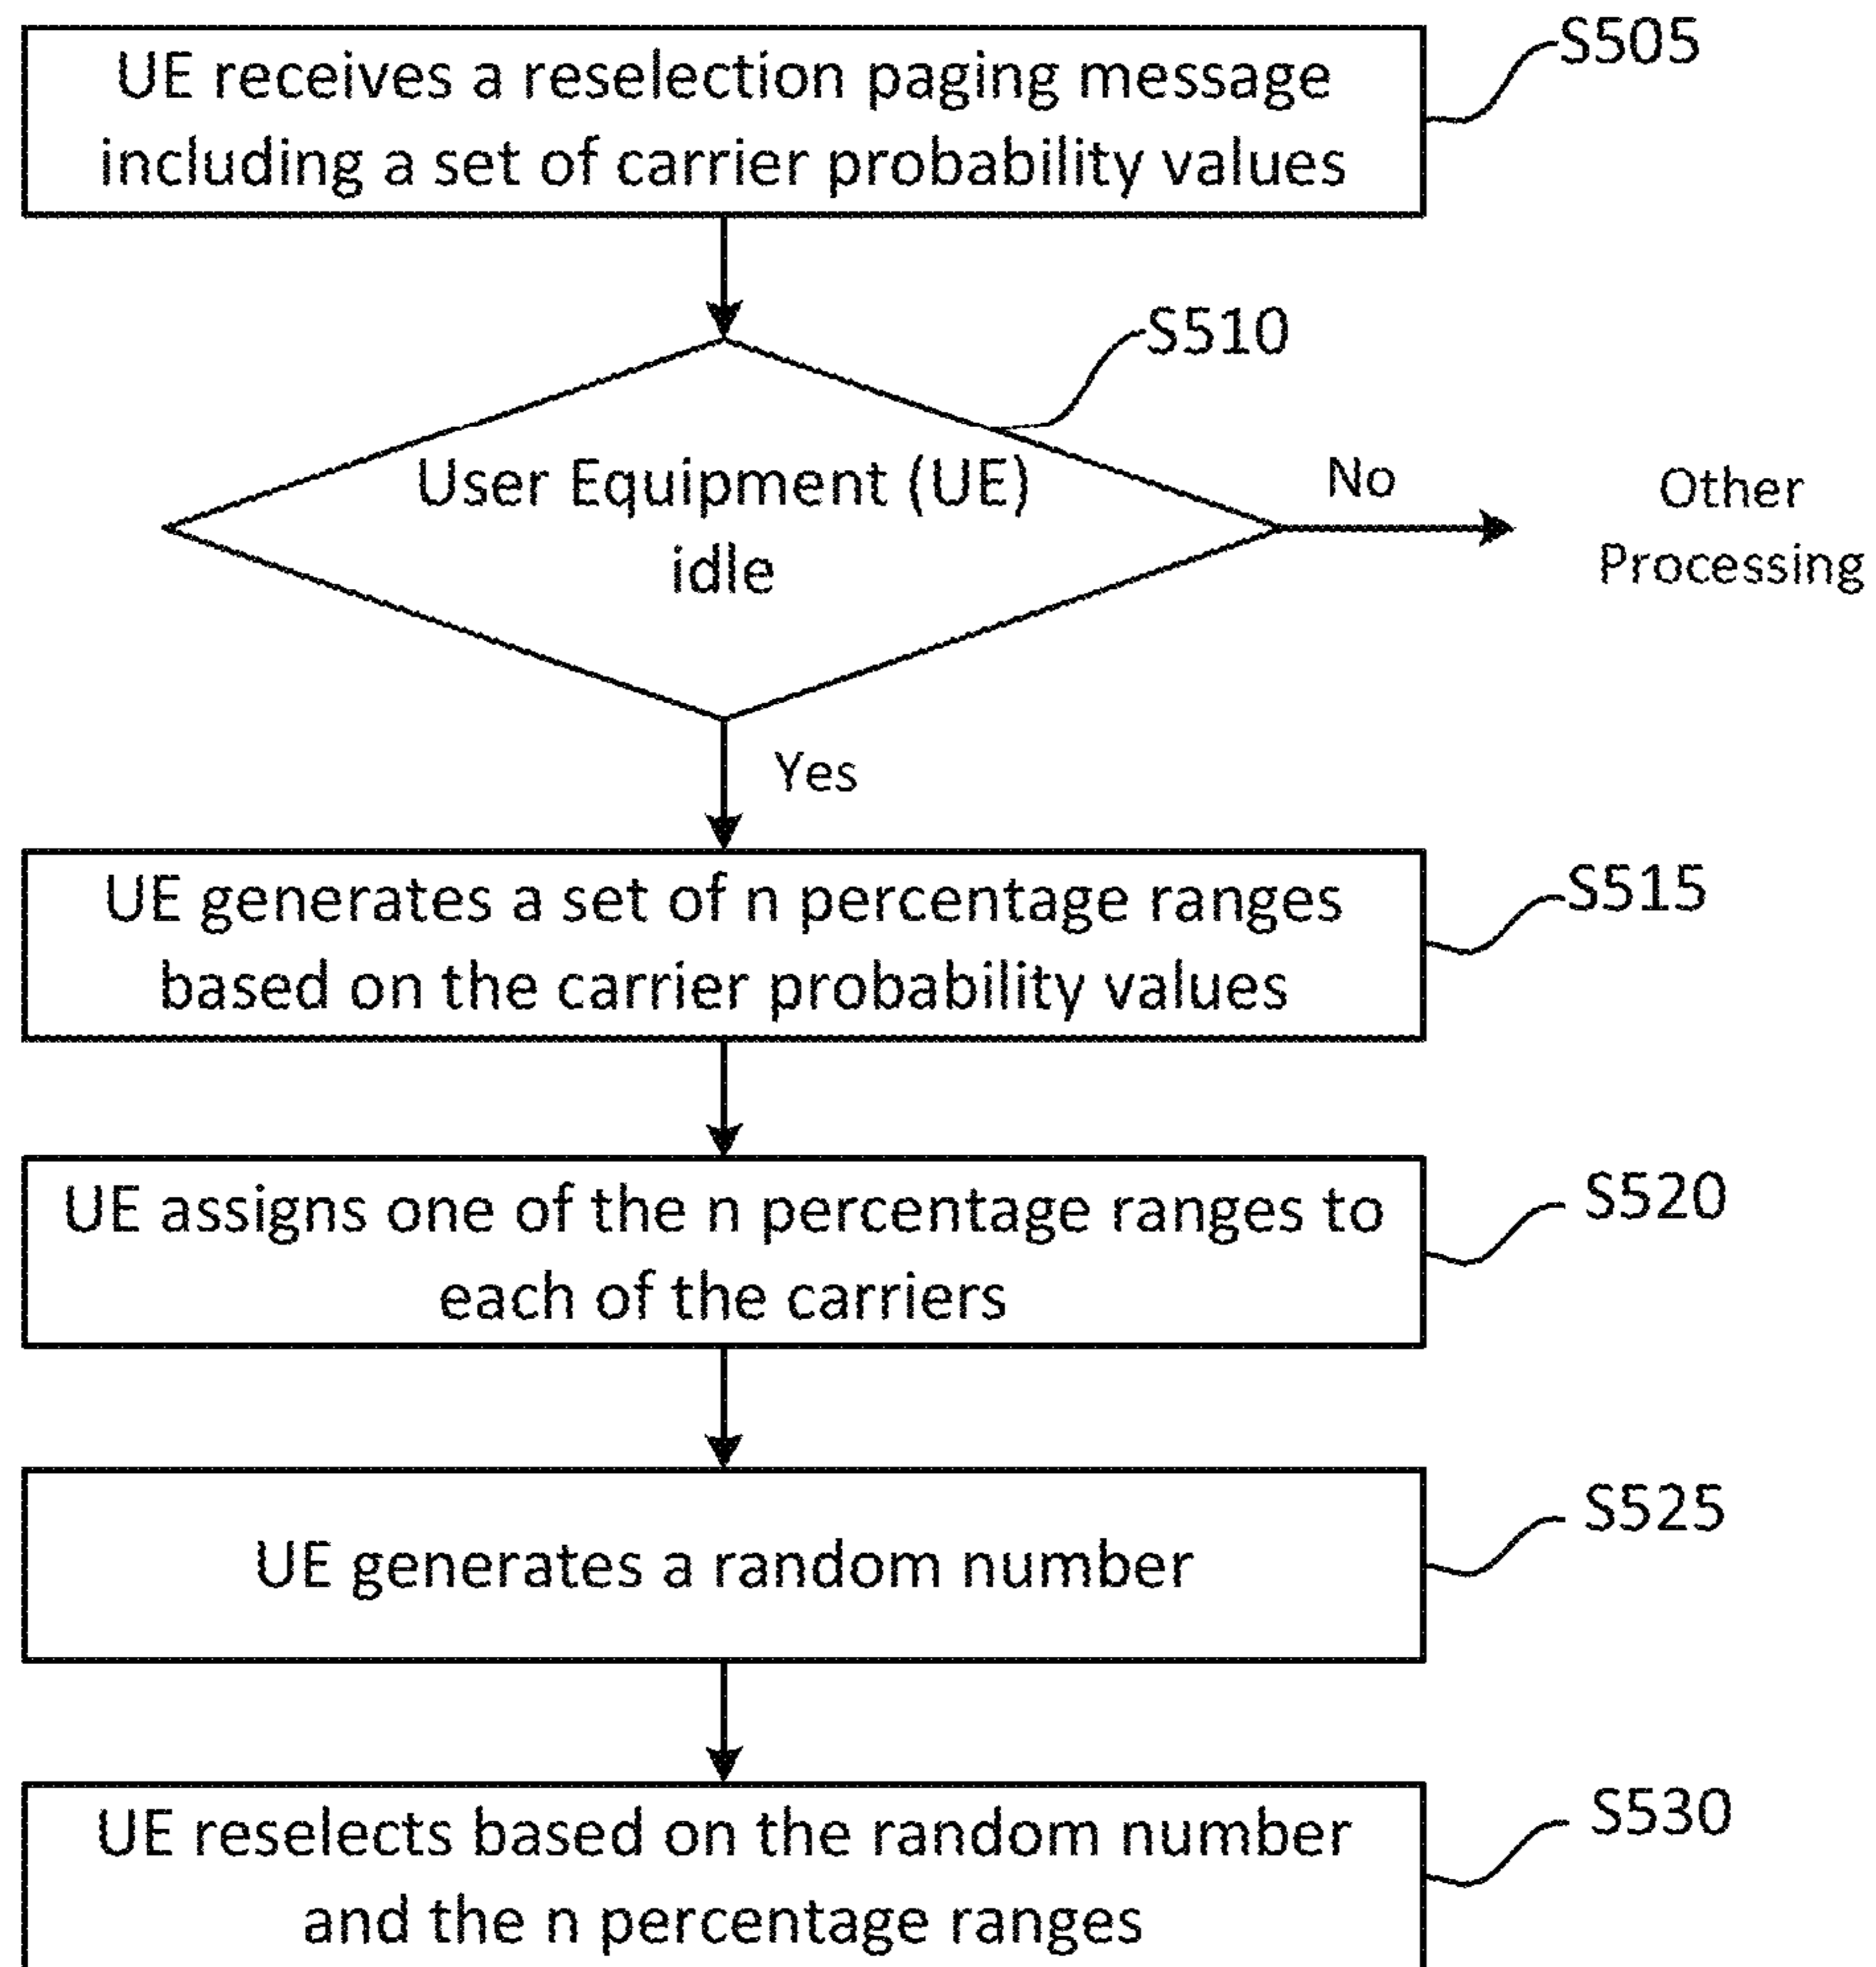 UE receives a reselection paging message
including a set of carrier probability values
S505
S510
User Equipment (UE)
idle
No
Other
Processing
Yes
UE generates a set of n percentage ranges
based on the carrier probability values
S515
UE assigns one of the n percentage ranges to
each of the carriers
S520
UE generates a random number
S525
UE reselects based on the random number
and the n percentage ranges
S530